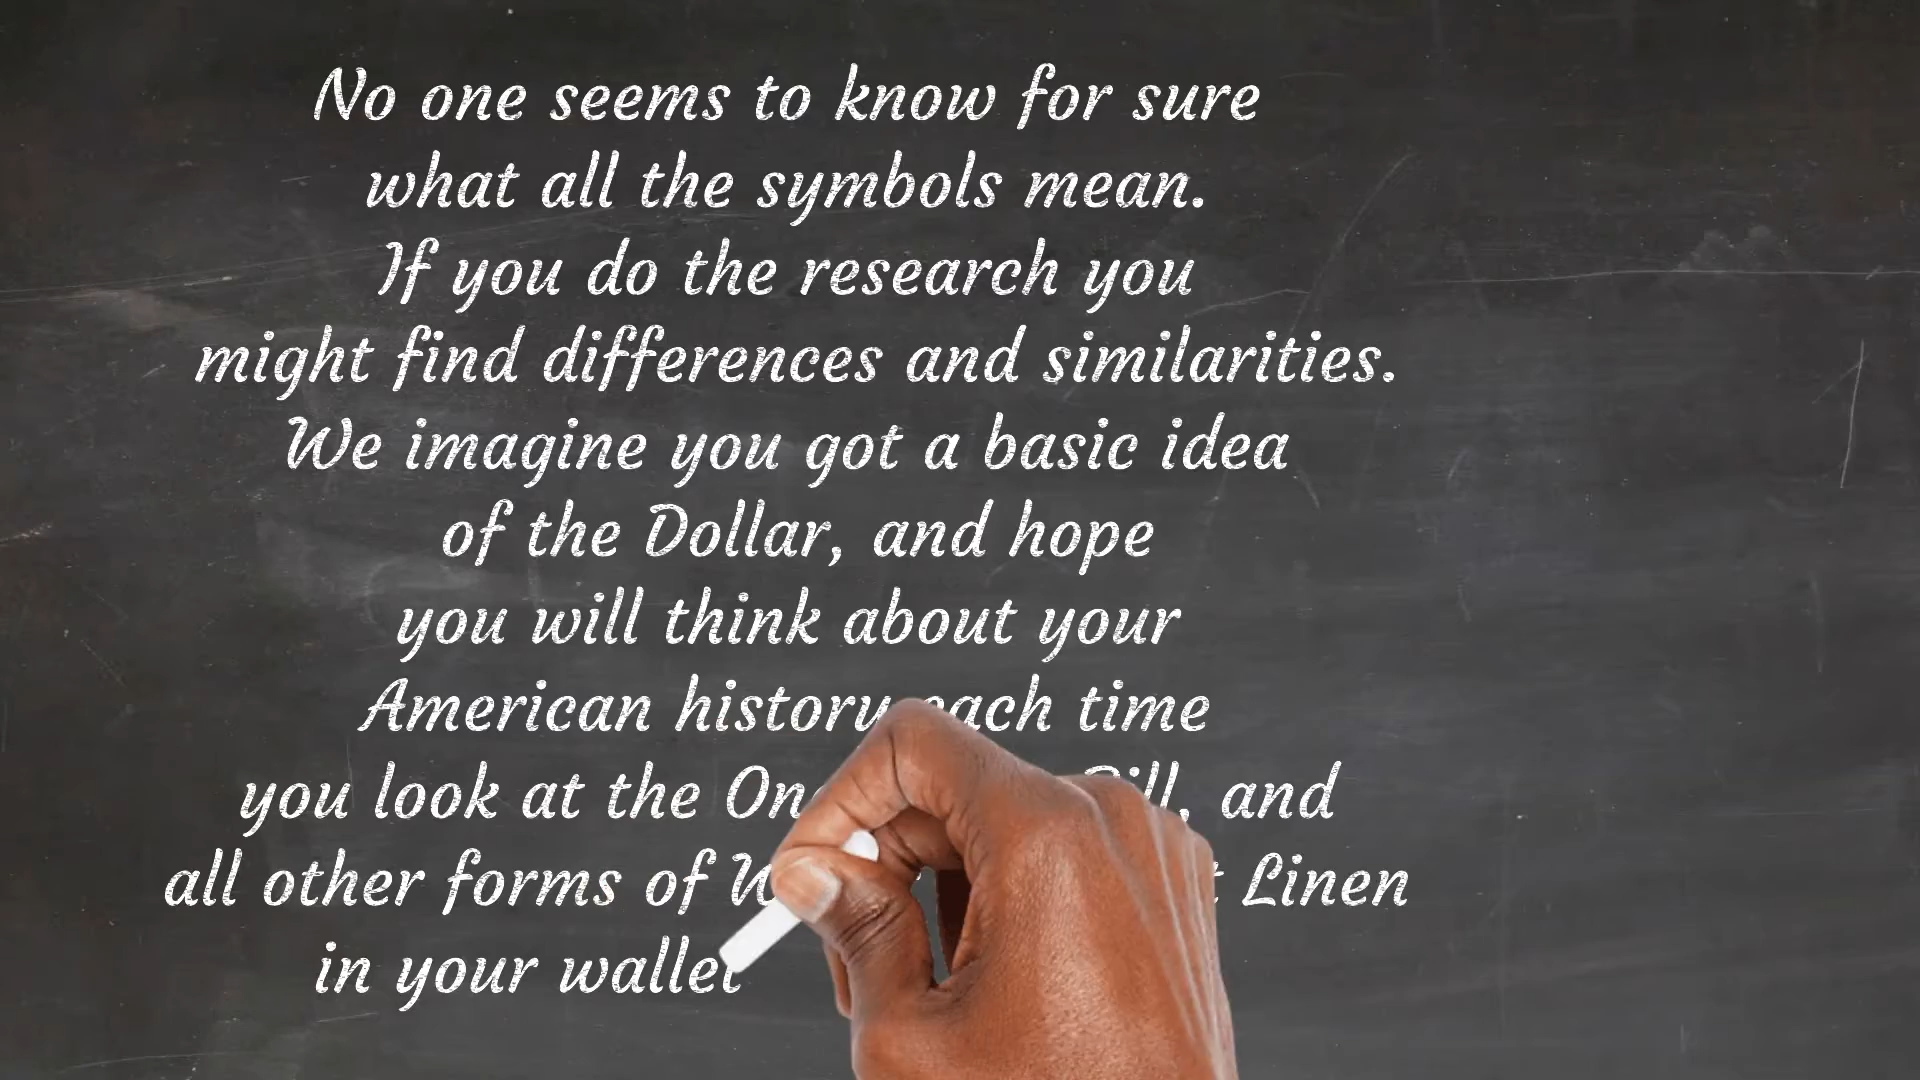 No one seems to know for sure
what all the symbols mean.
If you do the research you
might find differences and similarities.
We imagine you got a basic idea
of the Dollar, and hope
you will think about your
American history each time
you look at the One Bill, and
all other forms of Linen
in your wallet